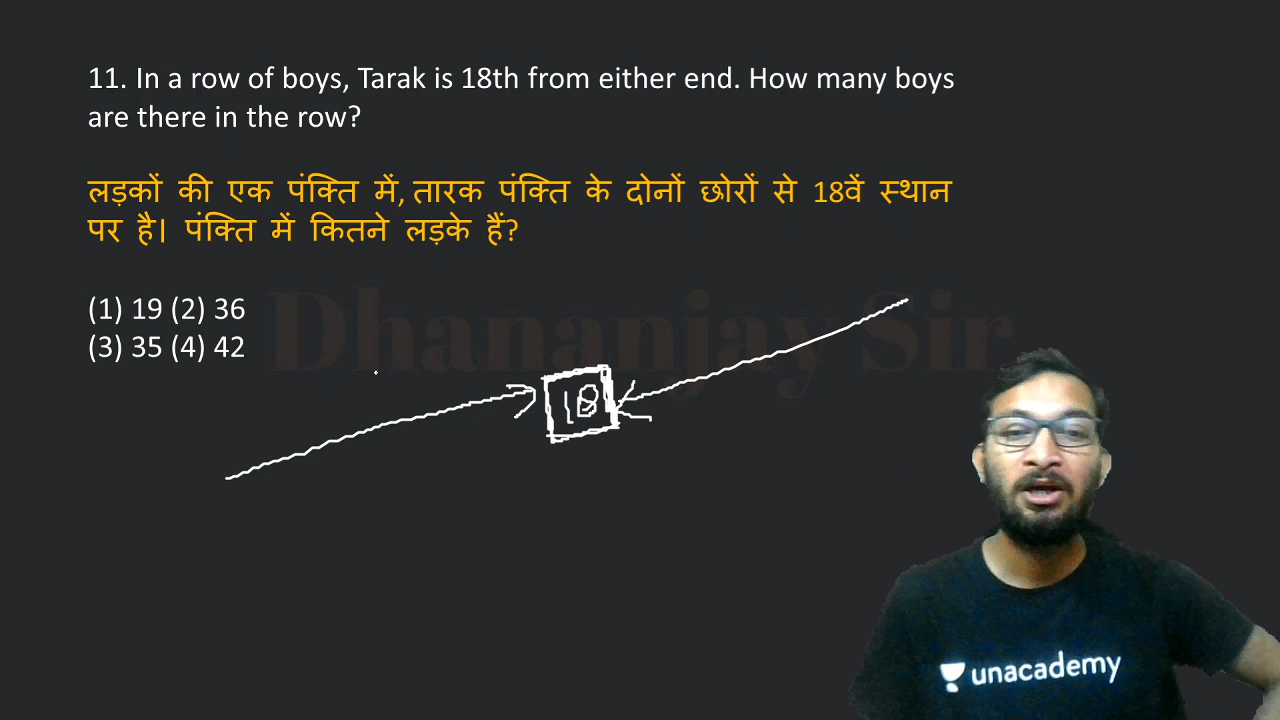 11. In a row of boys, Tarak is 18th from either end. How many boys
are there in the row?
लड़कों की एक पंक्ति में, तारक पंक्ति के दोनों छोरों से 18वें स्थान
पर है। पंक्ति में कितने लड़के हैं?
(1) 19 (2) 36
(3) 35 (4) 42
Dhananjay Sir
18
unacademy